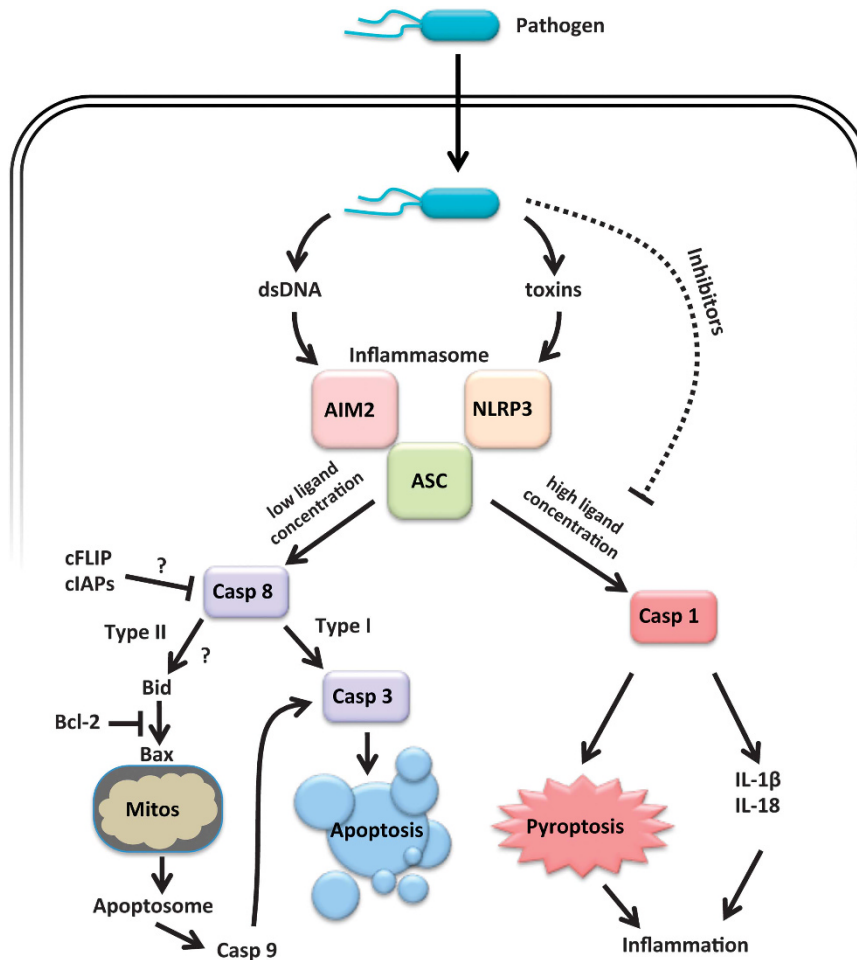 Pathogen
Inhibitors
dsDNA
toxins
Inflammasome
AIM2
NLRP3
ASC
low ligand
concentration
high ligand
concentration
cFLIP
cIAPs
?
Casp 8
Casp 1
Type II
?
Type I
Bid
Casp 3
Bcl-2
Bax
Mitos
Apoptosis
Pyroptosis
IL-1β
IL-18
Apoptosome
Casp 9
Inflammation